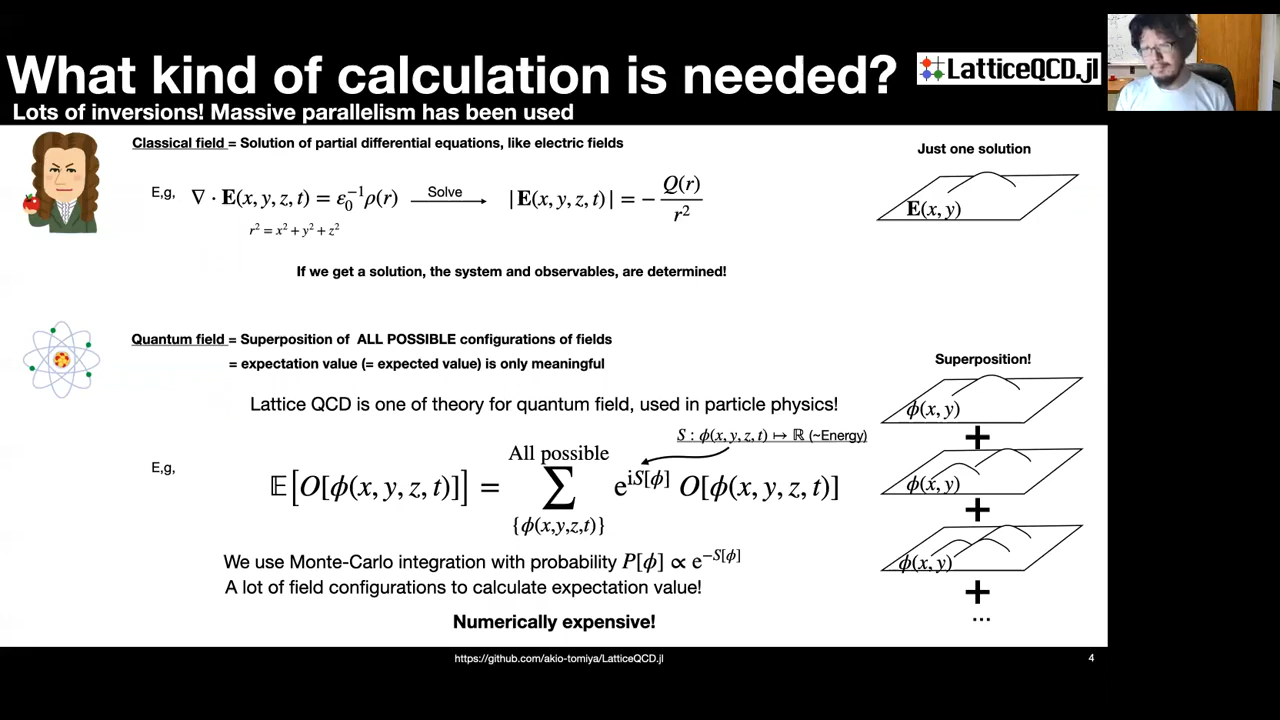 What kind of calculation is needed?
LatticeQCD.jl
Lots of inversions! Massive parallelism has been used
Classical field = Solution of partial differential equations, like electric fields
Just one solution
E,g, ∇ · E(x, y, z, t) = ε₀⁻¹ρ(r) Solve |E(x, y, z, t)| = − Q(r)/r²
r² = x² + y² + z²
E(x, y)
If we get a solution, the system and observables, are determined!
Quantum field = Superposition of ALL POSSIBLE configurations of fields
= expectation value (= expected value) is only meaningful
Superposition!
Lattice QCD is one of theory for quantum field, used in particle physics!
ϕ(x, y)
+
S : ϕ(x, y, z, t) ↦ ℝ (~Energy)
All possible
E,g, 𝔼[O[ϕ(x, y, z, t)]] = ∑ e^{iS[ϕ]} O[ϕ(x, y, z, t)]
{ϕ(x,y,z,t)}
ϕ(x, y)
+
We use Monte-Carlo integration with probability P[ϕ] ∝ e^{−S[ϕ]}
ϕ(x, y)
A lot of field configurations to calculate expectation value!
+
...
Numerically expensive!
https://github.com/akio-tomiya/LatticeQCD.jl
4